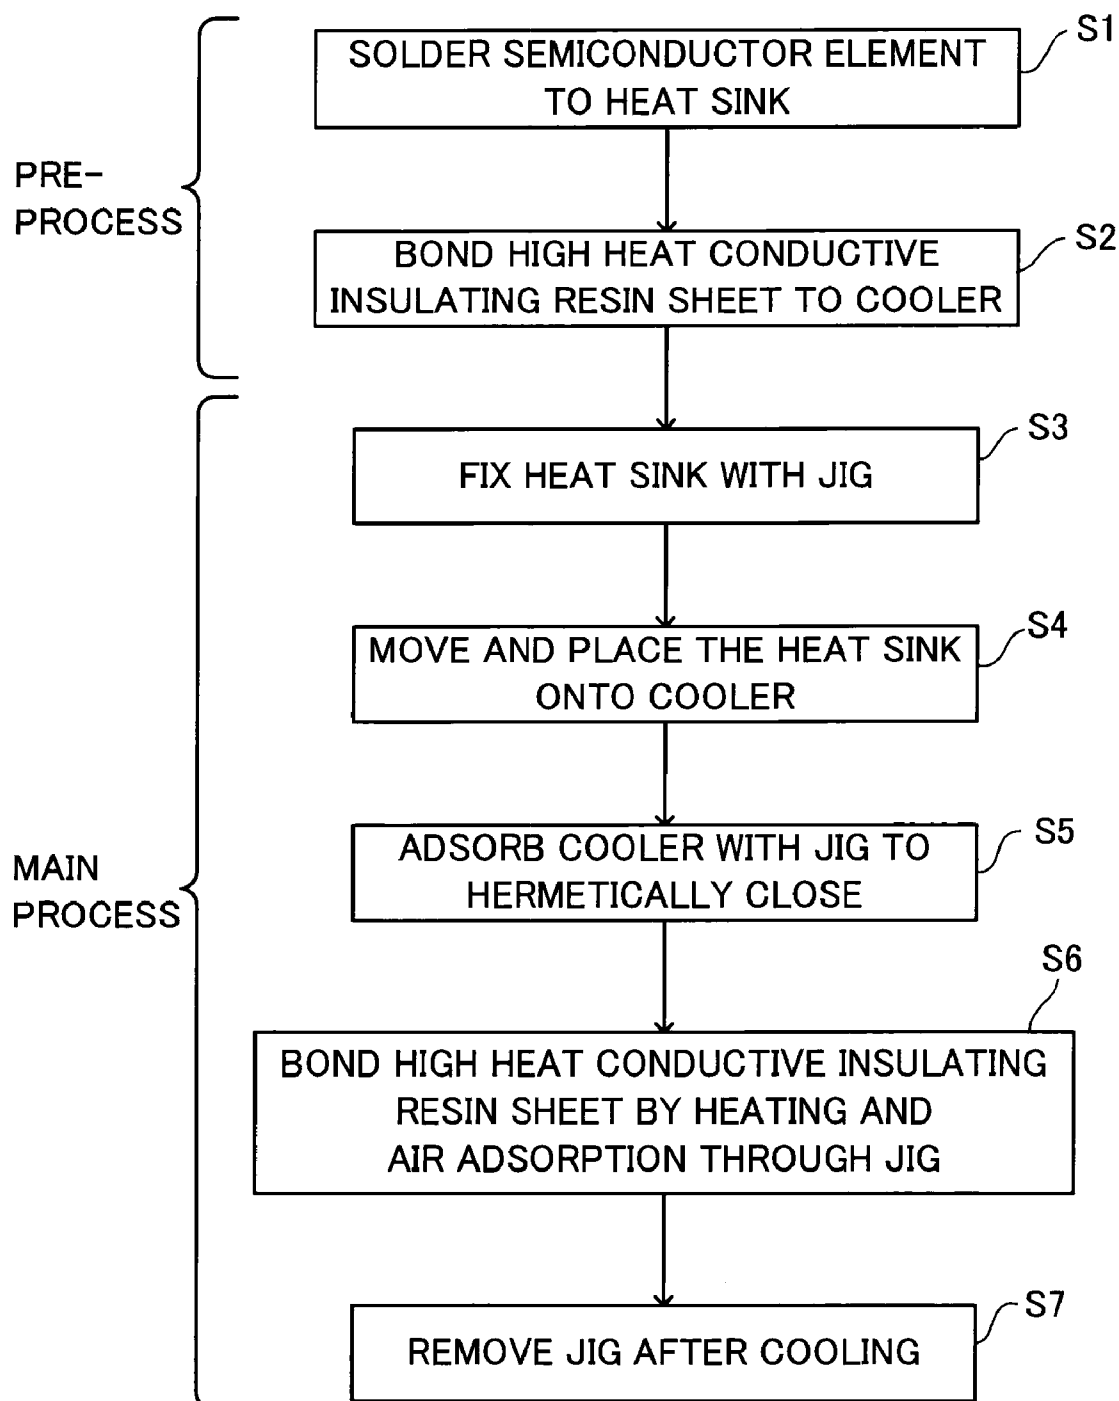 S1
SOLDER SEMICONDUCTOR ELEMENT
TO HEAT SINK
PRE-
PROCESS
S2
BOND HIGH HEAT CONDUCTIVE
INSULATING RESIN SHEET TO COOLER
S3
FIX HEAT SINK WITH JIG
S4
MOVE AND PLACE THE HEAT SINK
ONTO COOLER
S5
ADSORB COOLER WITH JIG TO
HERMETICALLY CLOSE
MAIN
PROCESS
S6
BOND HIGH HEAT CONDUCTIVE INSULATING
RESIN SHEET BY HEATING AND
AIR ADSORPTION THROUGH JIG
S7
REMOVE JIG AFTER COOLING